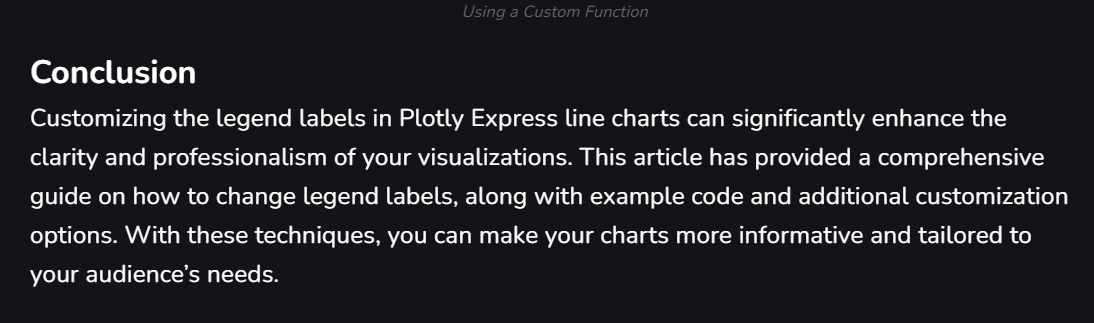 Using a Custom Function
Conclusion
Customizing the legend labels in Plotly Express line charts can significantly enhance the
clarity and professionalism of your visualizations. This article has provided a comprehensive
guide on how to change legend labels, along with example code and additional customization
options. With these techniques, you can make your charts more informative and tailored to
your audience’s needs.